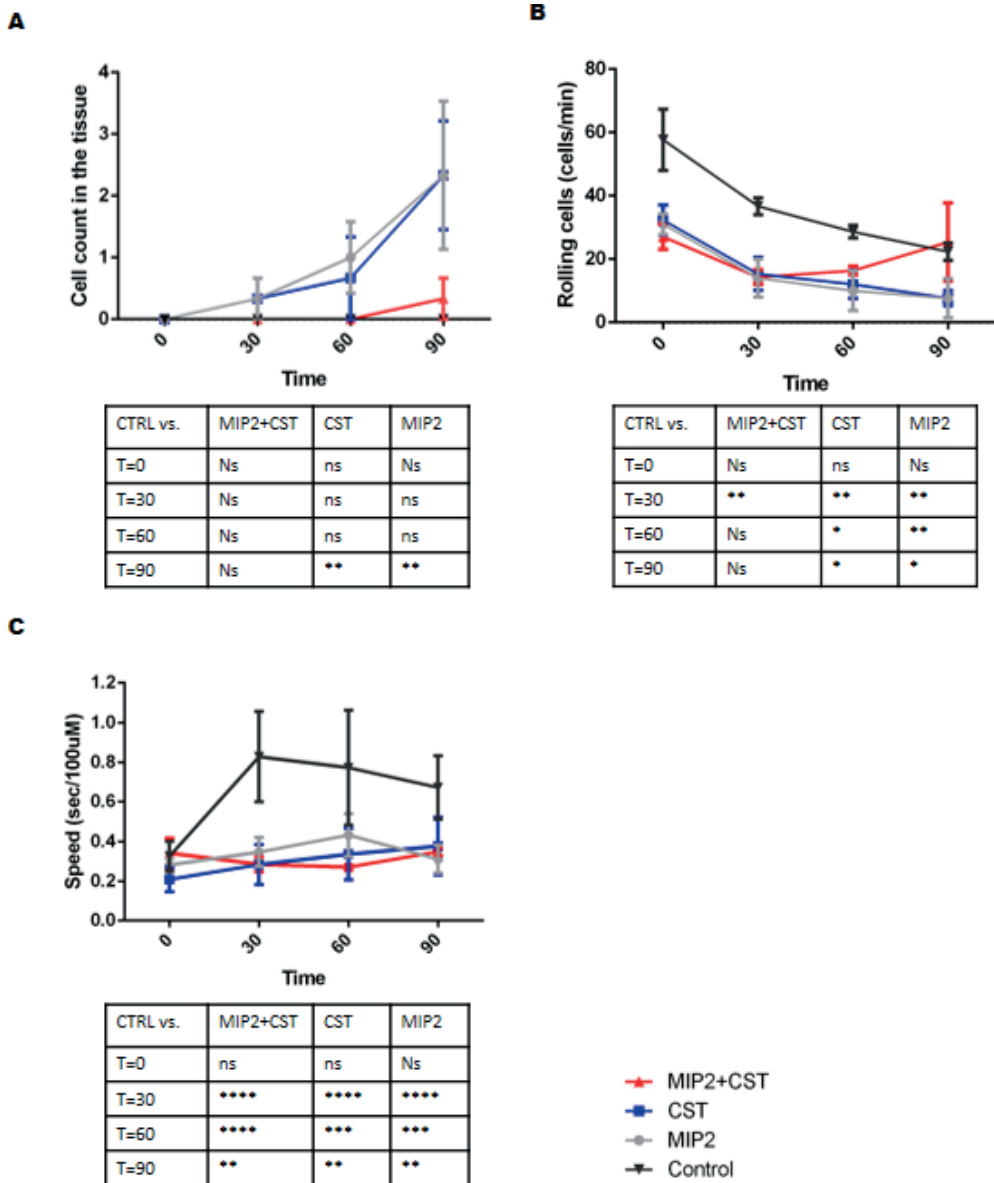 A
Cell count in the tissue
4
3
2
1
0
0 30 60 90
Time
CTRL vs. MIP2+CST CST MIP2
T=0 Ns ns Ns
T=30 Ns ns ns
T=60 Ns ns ns
T=90 Ns ** **
B
Rolling cells (cells/min)
80
60
40
20
0
0 30 60 90
Time
CTRL vs. MIP2+CST CST MIP2
T=0 Ns ns Ns
T=30 ** ** **
T=60 Ns * **
T=90 Ns * *
C
Speed (sec/100uM)
1.2
1.0
0.8
0.6
0.4
0.2
0.0
0 30 60 90
Time
CTRL vs. MIP2+CST CST MIP2
T=0 ns ns Ns
T=30 **** **** ****
T=60 **** *** ***
T=90 ** ** **
MIP2+CST
CST
MIP2
Control